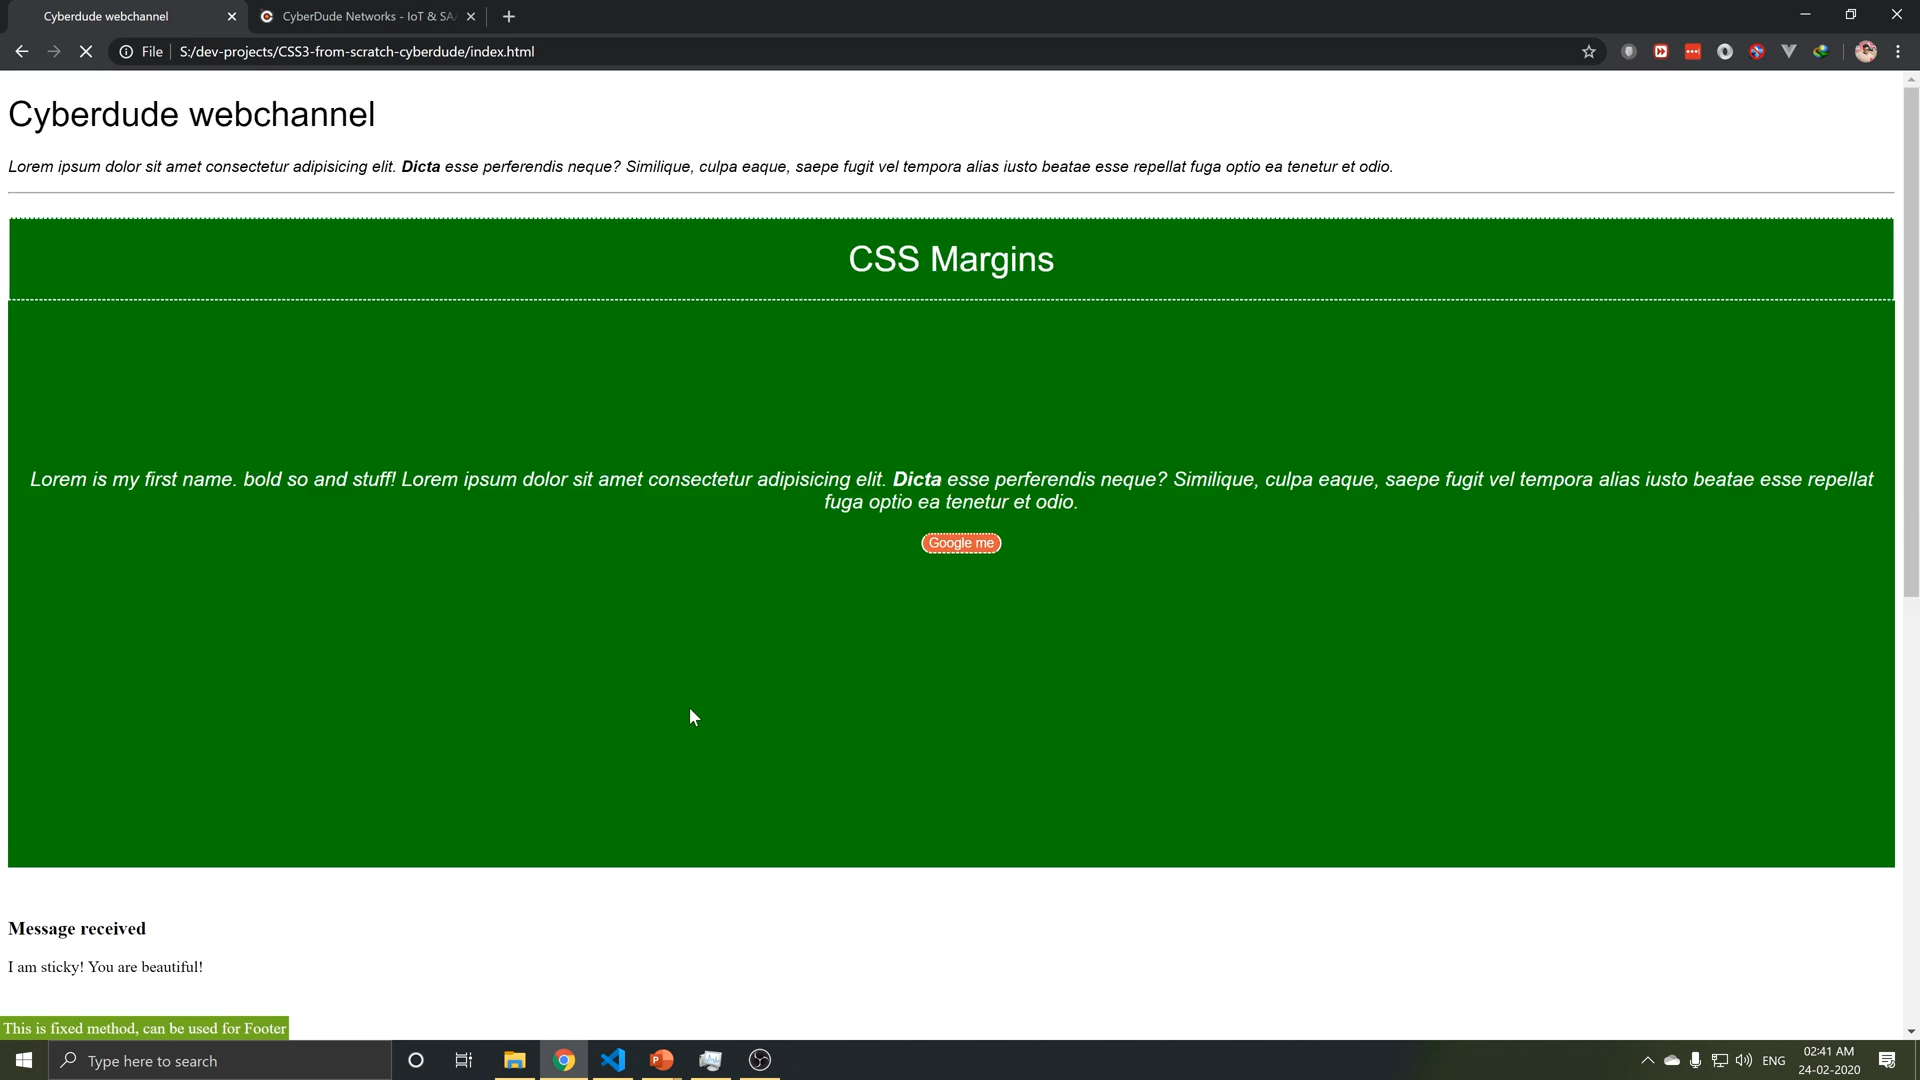 Cyberdude webchannel
CyberDude Networks - IoT & SA
File
S:/dev-projects/CSS3-from-scratch-cyberdude/index.html
Cyberdude webchannel
Lorem ipsum dolor sit amet consectetur adipisicing elit. Dicta esse perferendis neque? Similique, culpa eaque, saepe fugit vel tempora alias iusto beatae esse repellat fuga optio ea tenetur et odio.
CSS Margins
Lorem is my first name. bold so and stuff! Lorem ipsum dolor sit amet consectetur adipisicing elit. Dicta esse perferendis neque? Similique, culpa eaque, saepe fugit vel tempora alias iusto beatae esse repellat
fuga optio ea tenetur et odio.
Google me
Message received
I am sticky! You are beautiful!
This is fixed method, can be used for Footer
Type here to search
ENG
02:41 AM
24-02-2020